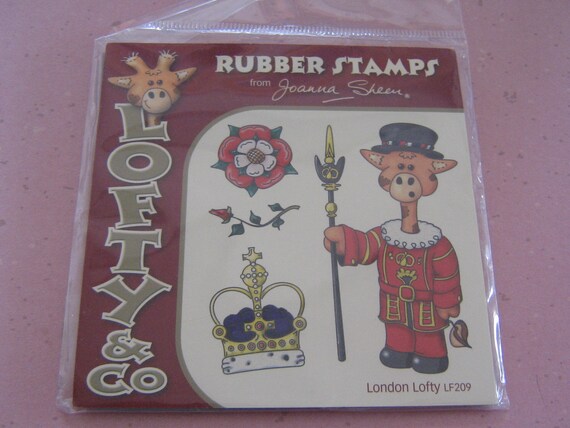 RUBBER STAMPS
from Joanna Sheen®
LOFTY
& CO
London Lofty LF209